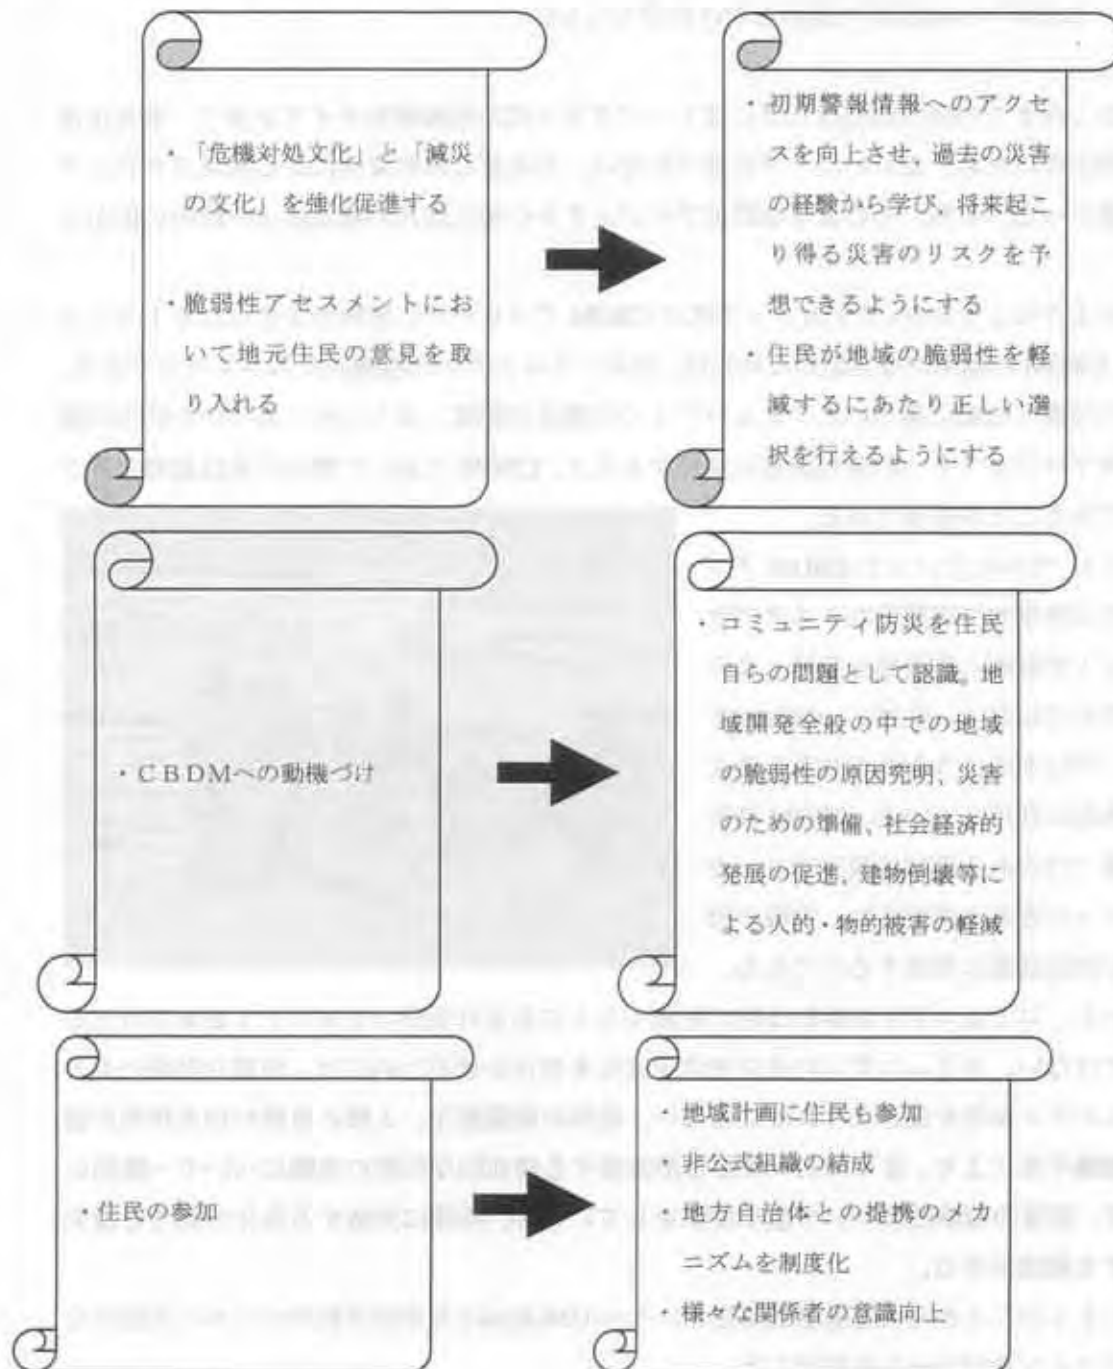 ・「危機対処文化」と「減災
の文化」を強化促進する
・脆弱性アセスメントにお
いて地元住民の意見を取
り入れる
・初期警報情報へのアクセ
スを向上させ、過去の災害
の経験から学び、将来起こ
り得る災害のリスクを予
想できるようにする
・住民が地域の脆弱性を軽
減するにあたり正しい選
択を行えるようにする
・CBDMへの動機づけ
・コミュニティ防災を住民
自らの問題として認識。地
域開発全般の中での地域
の脆弱性の原因究明、災害
のための準備、社会経済的
発展の促進、建物倒壊等に
よる人的・物的被害の軽減
・住民の参加
・地域計画に住民も参加
非公式組織の結成
・地方自治体との提携のメカ
ニズムを制度化
・様々な関係者の意識向上